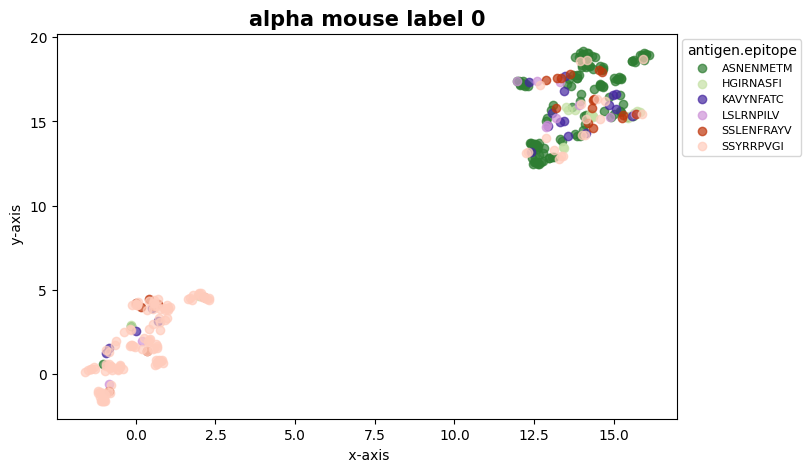 alpha mouse label 0
antigen.epitope
ASNENMETM
HGIRNASFI
KAVYNFATC
LSLRNPILV
SSLENFRAYV
SSYRRPVGI
y-axis
20
15
10
5
0
0.0 2.5 5.0 7.5 10.0 12.5 15.0
x-axis